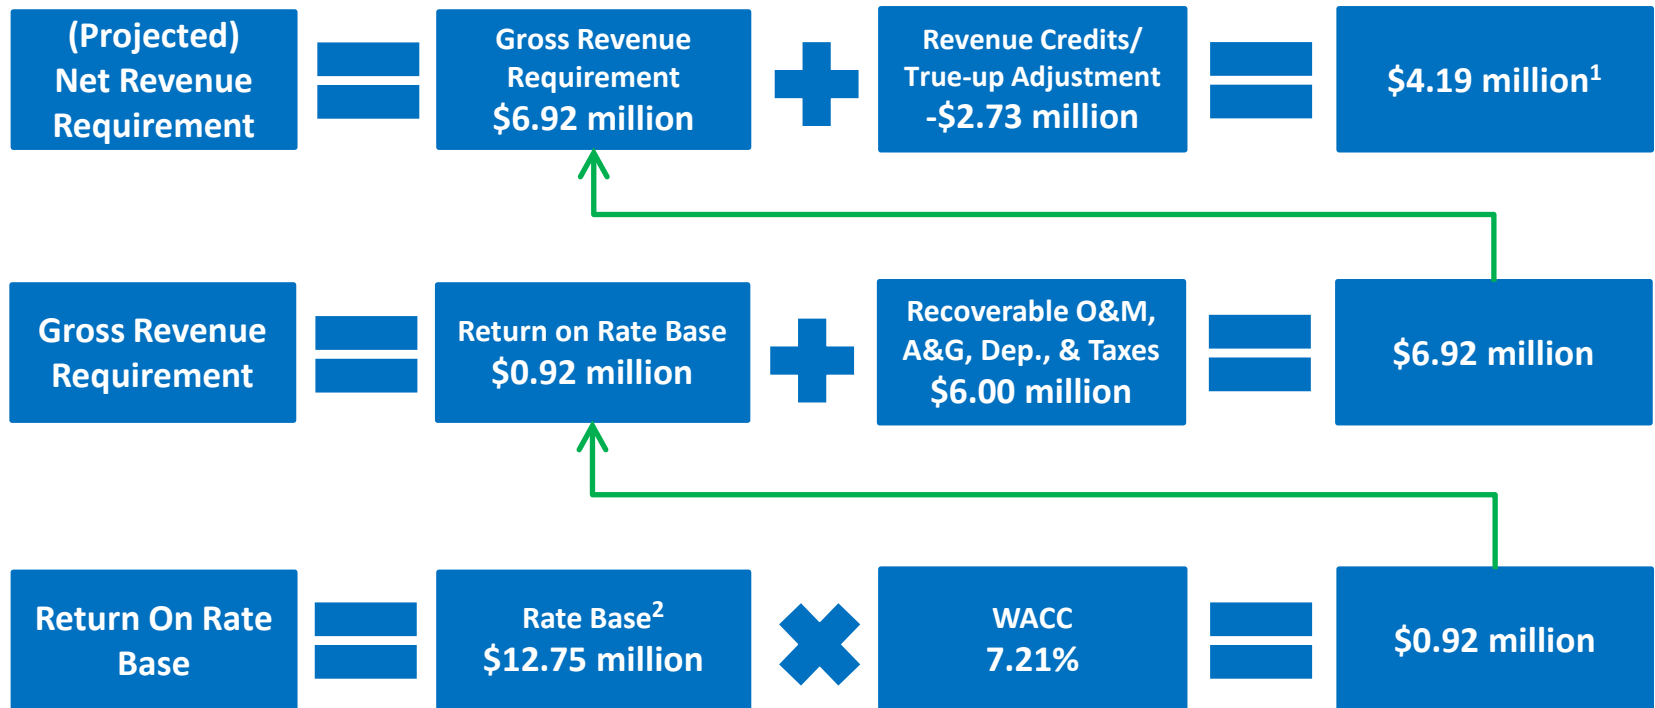 (Projected)
Net Revenue
Requirement
Gross Revenue
Requirement
$6.92 million
Revenue Credits/
True-up Adjustment
-$2.73 million
$4.19 million¹
Gross Revenue
Requirement
Return on Rate Base
$0.92 million
Recoverable O&M,
A&G, Dep., & Taxes
$6.00 million
$6.92 million
Return On Rate
Base
Rate Base²
$12.75 million
WACC
7.21%
$0.92 million